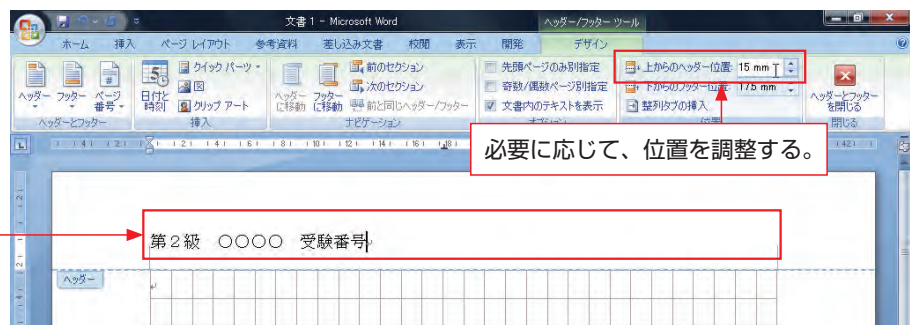 文書 1 - Microsoft Word
ヘッダー/フッター ツール
ホーム 挿入 ページ レイアウト 参考資料 差し込み文書 校閲 表示 開発 デザイン
ヘッダー フッター ページ番号
ヘッダーとフッター
日付と時刻
クイック パーツ
図
クリップ アート
挿入
ヘッダーに移動 フッターに移動
前のセクション
次のセクション
前と同じヘッダー/フッター
ナビゲーション
先頭ページのみ別指定
奇数/偶数ページ別指定
文書内のテキストを表示
上からのヘッダー位置: 15 mm
下からのフッター位置: 17.5 mm
整列タブの挿入
位置
ヘッダーとフッターを閉じる
閉じる
必要に応じて、位置を調整する。
第2級 ○○○○ 受験番号
ヘッダー